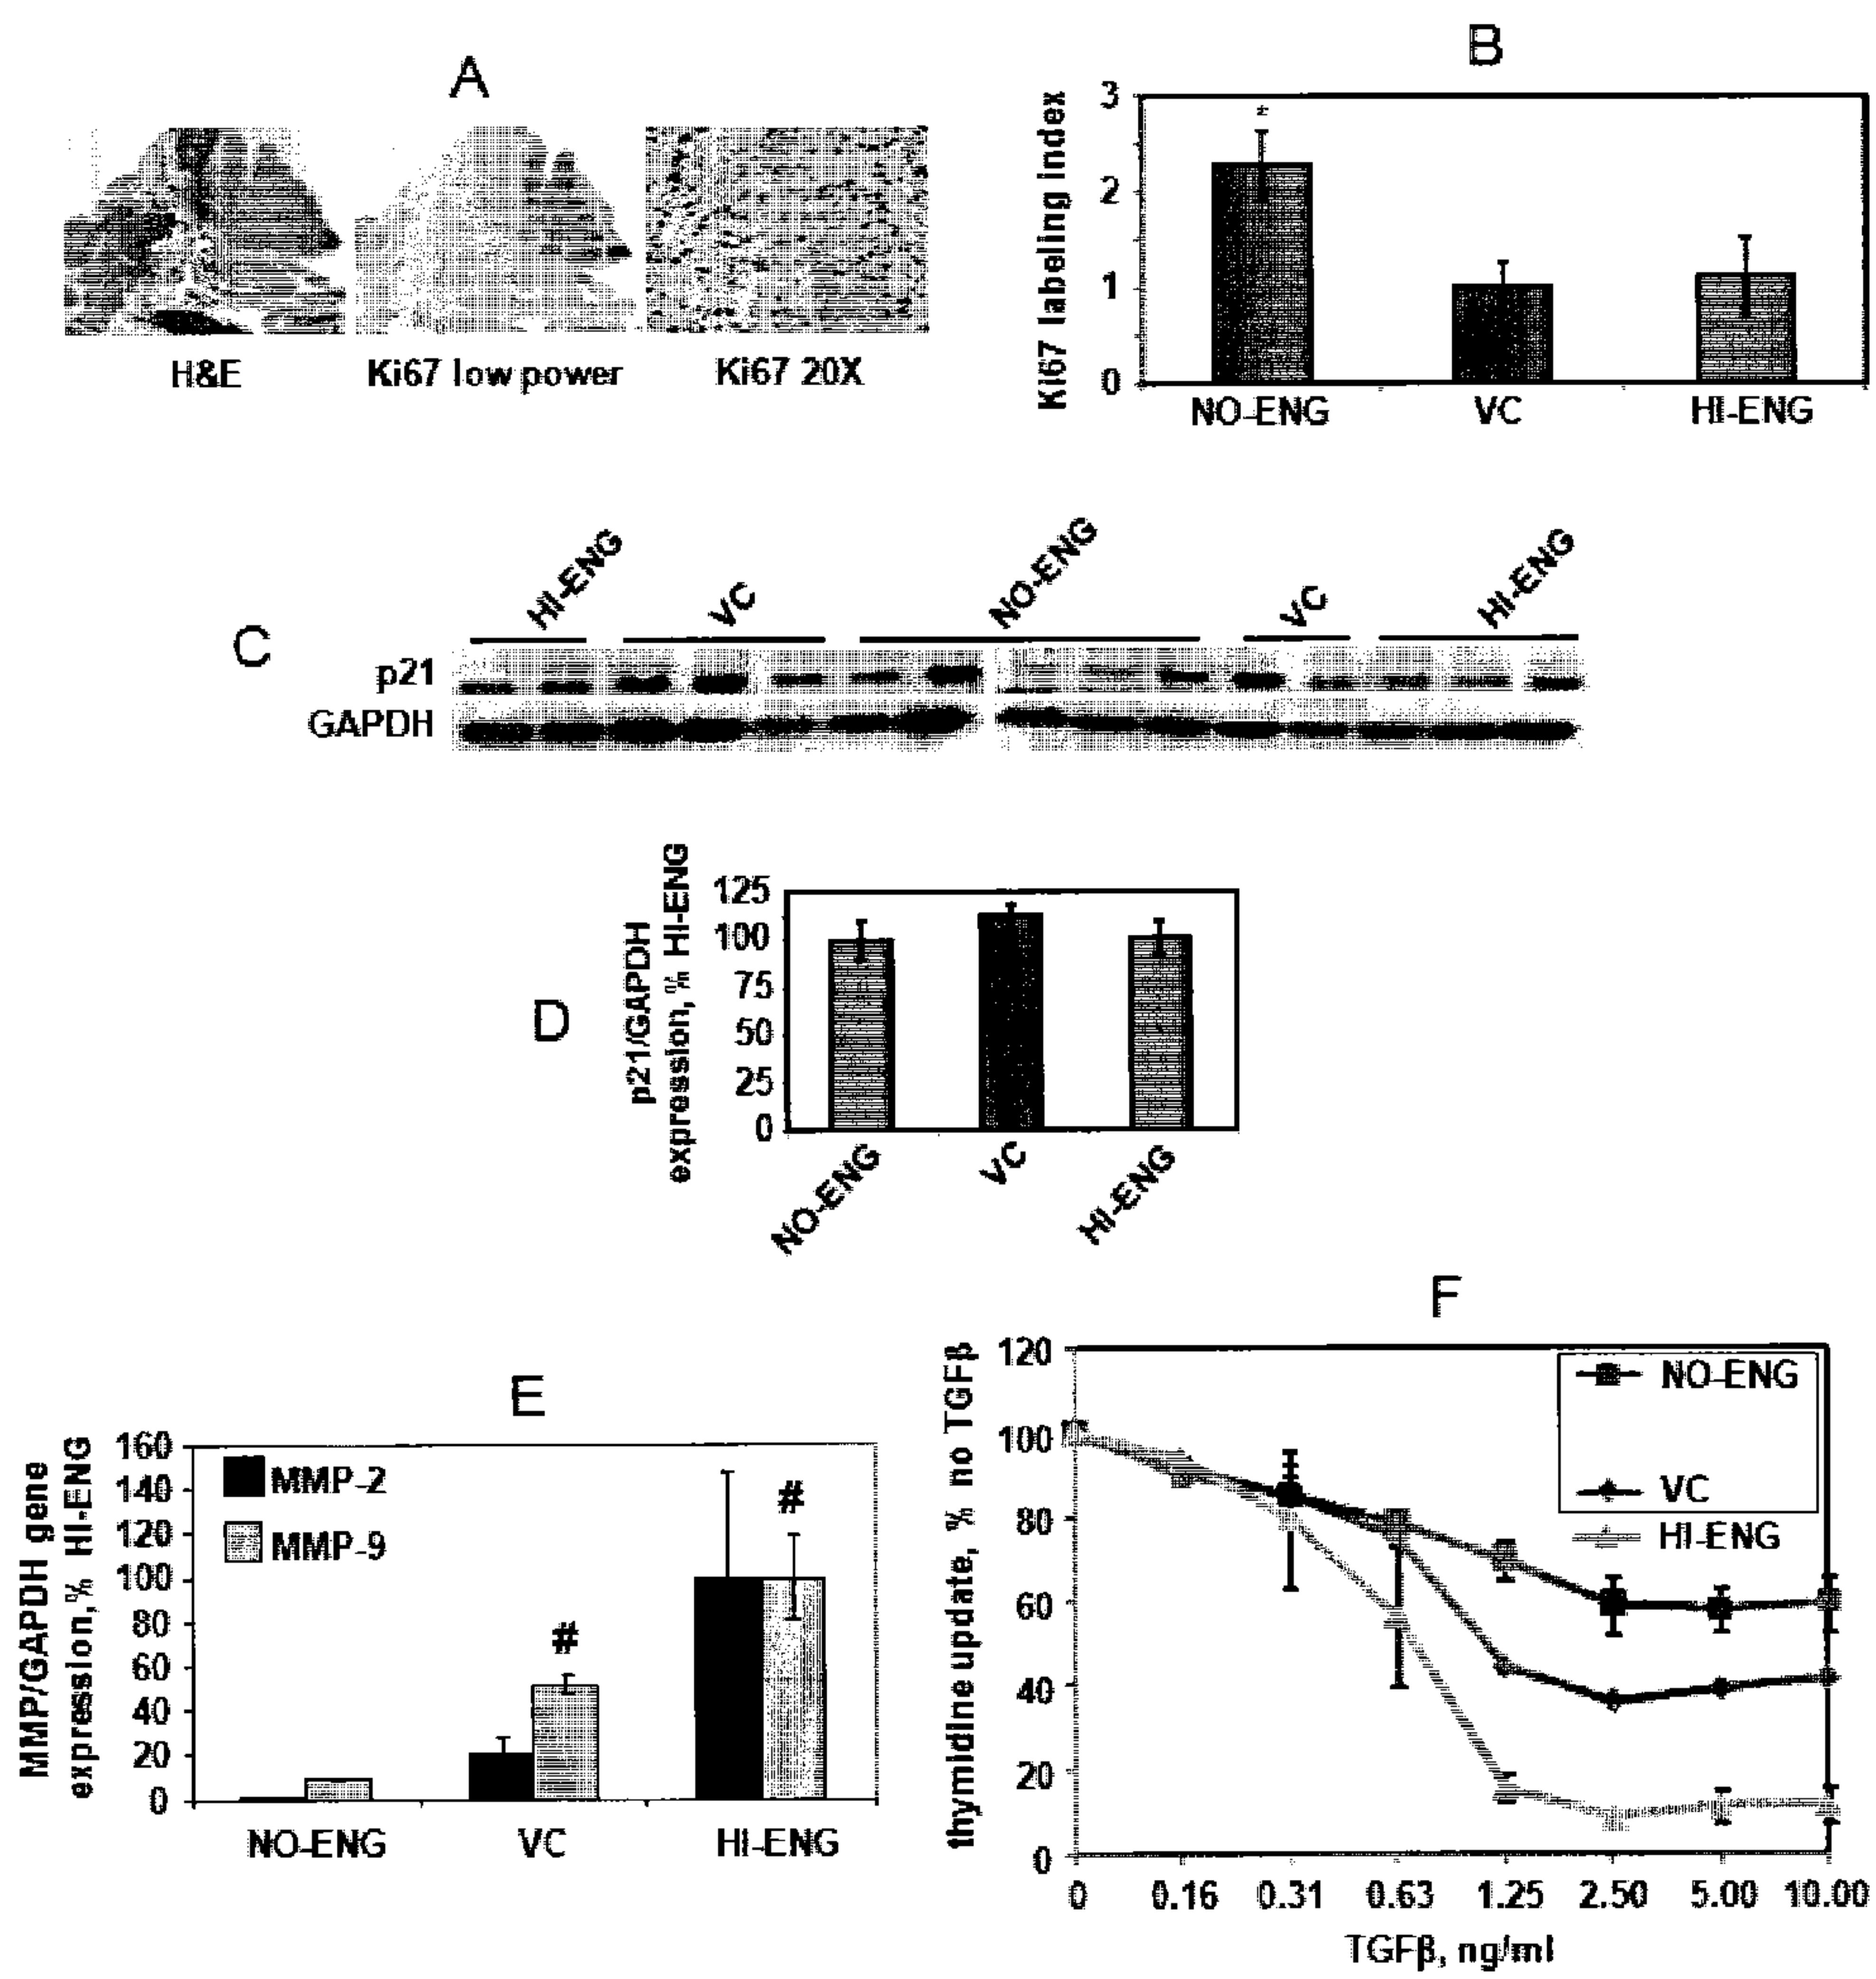 A
H&E
Ki67 low power
Ki67 20X
B
Ki67 labeling index
3
2
1
0
*
NO-ENG
VC
HI-ENG
C
HI-ENG
VC
NO-ENG
VC
HI-ENG
p21
GAPDH
D
p21/GAPDH
expression, % HI-ENG
125
100
75
50
25
0
NO-ENG
VC
HI-ENG
E
MMP/GAPDH gene
expression, % HI-ENG
160
140
120
100
80
60
40
20
0
MMP-2
MMP-9
#
#
NO-ENG
VC
HI-ENG
F
thymidine update, % no TGFβ
120
100
80
60
40
20
0
NO-ENG
VC
HI-ENG
0
0.16
0.31
0.63
1.25
2.50
5.00
10.00
TGFβ, ng/ml